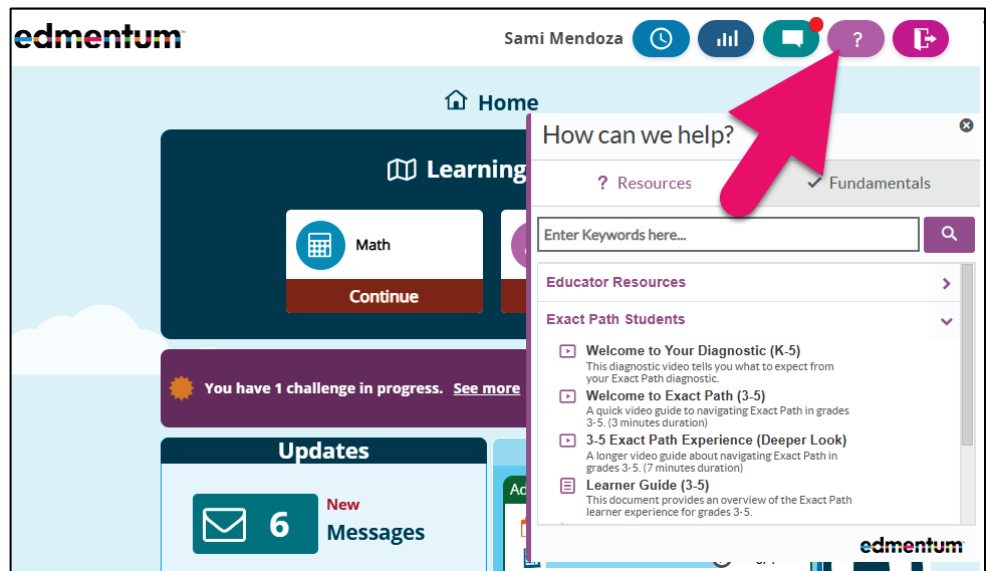 edmentum
Sami Mendoza
?
Home
Learning
Math
Continue
You have 1 challenge in progress. See more
Updates
6
New
Messages
How can we help?
? Resources
Fundamentals
Enter Keywords here...
Educator Resources
Exact Path Students
Welcome to Your Diagnostic (K-5)
This diagnostic video tells you what to expect from
your Exact Path diagnostic.
Welcome to Exact Path (3-5)
A quick video guide to navigating Exact Path in grades
3-5. (3 minutes duration)
3-5 Exact Path Experience (Deeper Look)
A longer video guide about navigating Exact Path in
grades 3-5. (7 minutes duration)
Learner Guide (3-5)
This document provides an overview of the Exact Path
learner experience for grades 3-5.
edmentum